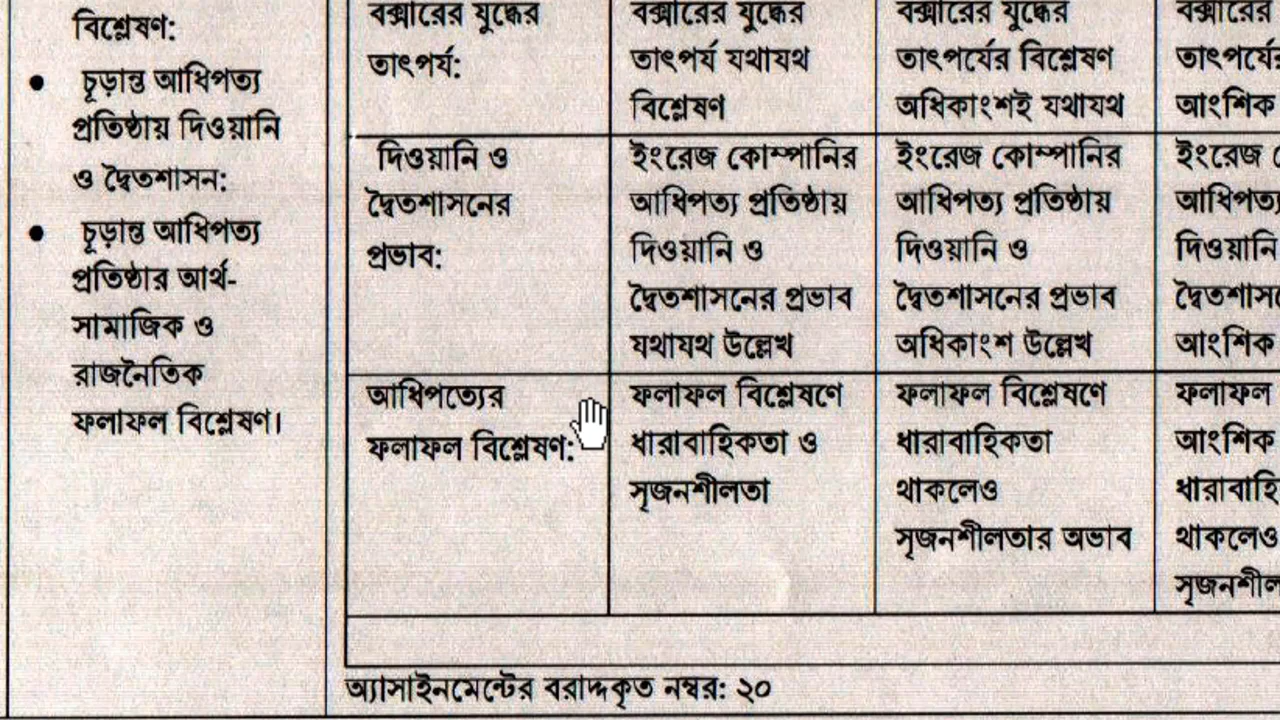 বিশ্লেষণ:
● চূড়ান্ত আধিপত্য
প্রতিষ্ঠায় দিওয়ানি
ও দ্বৈতশাসন:
● চূড়ান্ত আধিপত্য
প্রতিষ্ঠার আর্থ-
সামাজিক ও
রাজনৈতিক
ফলাফল বিশ্লেষণ।
বক্সারের যুদ্ধের
তাৎপর্য:
বক্সারের যুদ্ধের
তাৎপর্য যথাযথ
বিশ্লেষণ
বক্সারের যুদ্ধের
তাৎপর্যের বিশ্লেষণ
অধিকাংশই যথাযথ
বক্সারের
আংশিক
দিওয়ানি ও
দ্বৈতশাসনের
প্রভাব:
ইংরেজ কোম্পানির
আধিপত্য প্রতিষ্ঠায়
দিওয়ানি ও
দ্বৈতশাসনের প্রভাব
যথাযথ উল্লেখ
ইংরেজ কোম্পানির
আধিপত্য প্রতিষ্ঠায়
দিওয়ানি ও
দ্বৈতশাসনের প্রভাব
অধিকাংশ উল্লেখ
ইংরেজ
আধিপত্য
দিওয়ানি
আংশিক
আধিপত্যের
ফলাফল বিশ্লেষণ:
ফলাফল বিশ্লেষণে
ধারাবাহিকতা ও
সৃজনশীলতা
ফলাফল বিশ্লেষণে
ধারাবাহিকতা
থাকলেও
সৃজনশীলতার অভাব
ফলাফল
আংশিক
থাকলেও
অ্যাসাইনমেন্টের বরাদ্দকৃত নম্বর: ২০